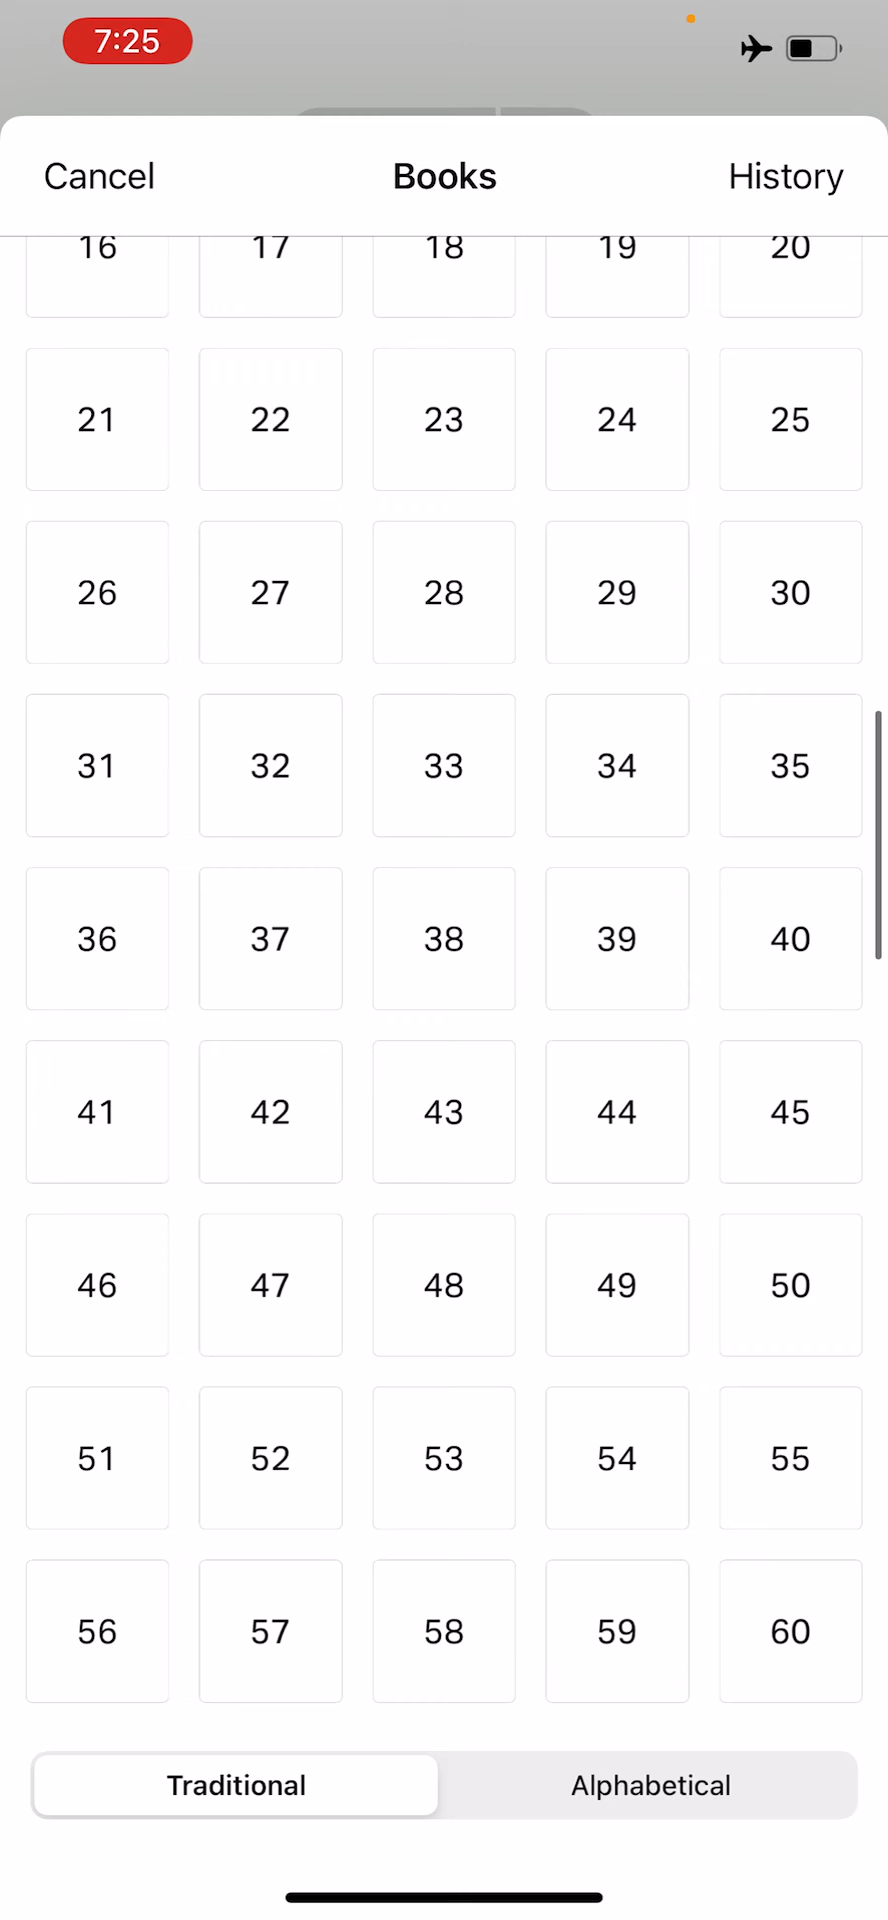 7:25
Cancel Books History
16 17 18 19 20
21 22 23 24 25
26 27 28 29 30
31 32 33 34 35
36 37 38 39 40
41 42 43 44 45
46 47 48 49 50
51 52 53 54 55
56 57 58 59 60
Traditional Alphabetical